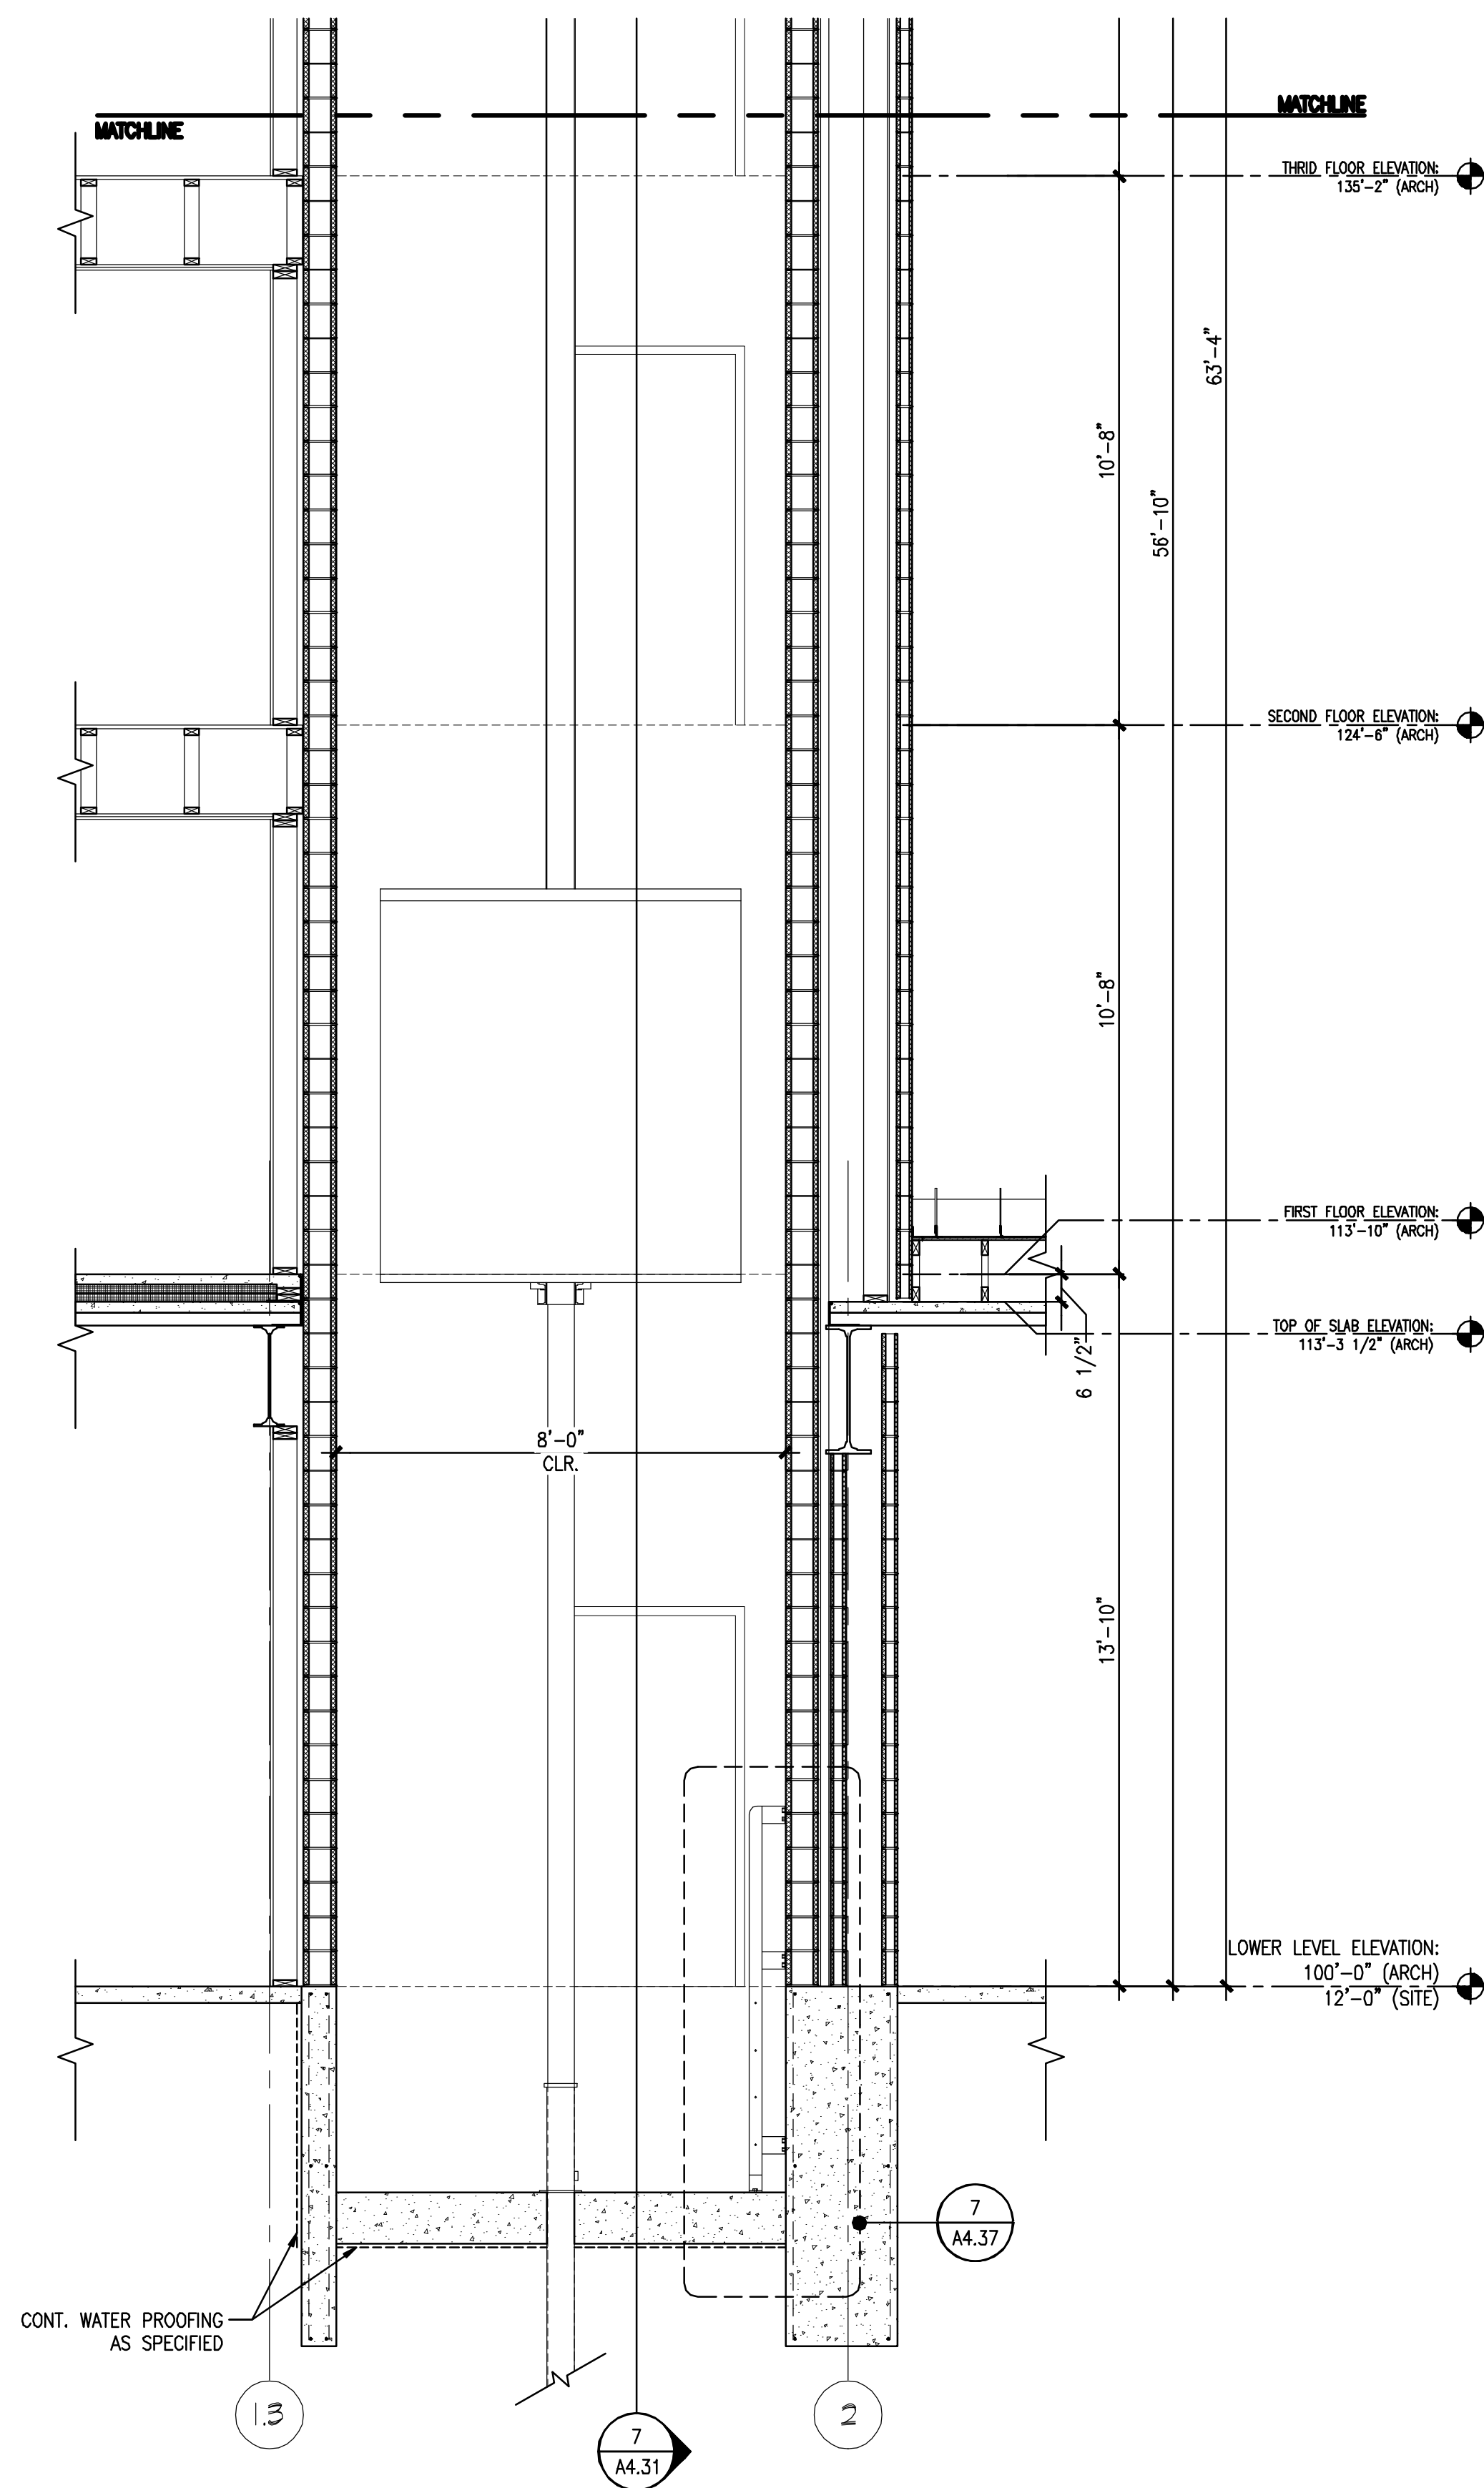 MATCHLINE
MATCHLINE
THRID FLOOR ELEVATION:
135'-2" (ARCH)
63'-4"
10'-8"
56'-10"
SECOND FLOOR ELEVATION:
124'-6" (ARCH)
10'-8"
FIRST FLOOR ELEVATION:
113'-10" (ARCH)
TOP OF SLAB ELEVATION:
113'-3 1/2" (ARCH)
6 1/2"
8'-0"
CLR.
13'-10"
LOWER LEVEL ELEVATION:
100'-0" (ARCH)
12'-0" (SITE)
7
A4.37
CONT. WATER PROOFING
AS SPECIFIED
1.3
2
7
A4.31